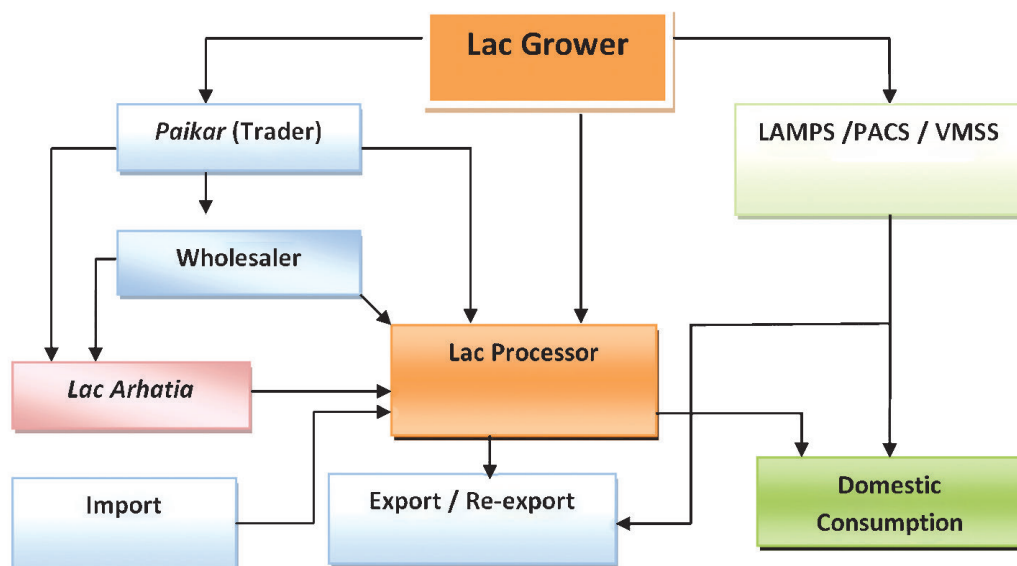 Lac Grower
Paikar (Trader)
LAMPS /PACS / VMSS
Wholesaler
Lac Processor
Lac Arhatia
Import
Export / Re-export
Domestic
Consumption